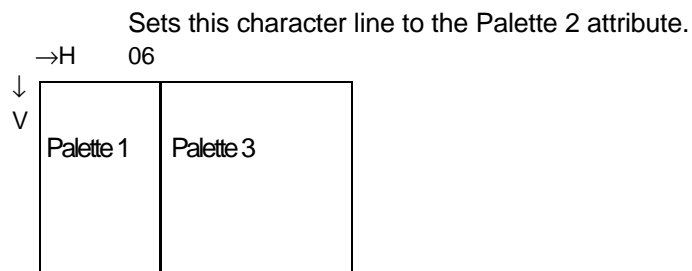 Sets this character line to the Palette 2 attribute.
→H 06
↓
V
Palette 1 Palette 3